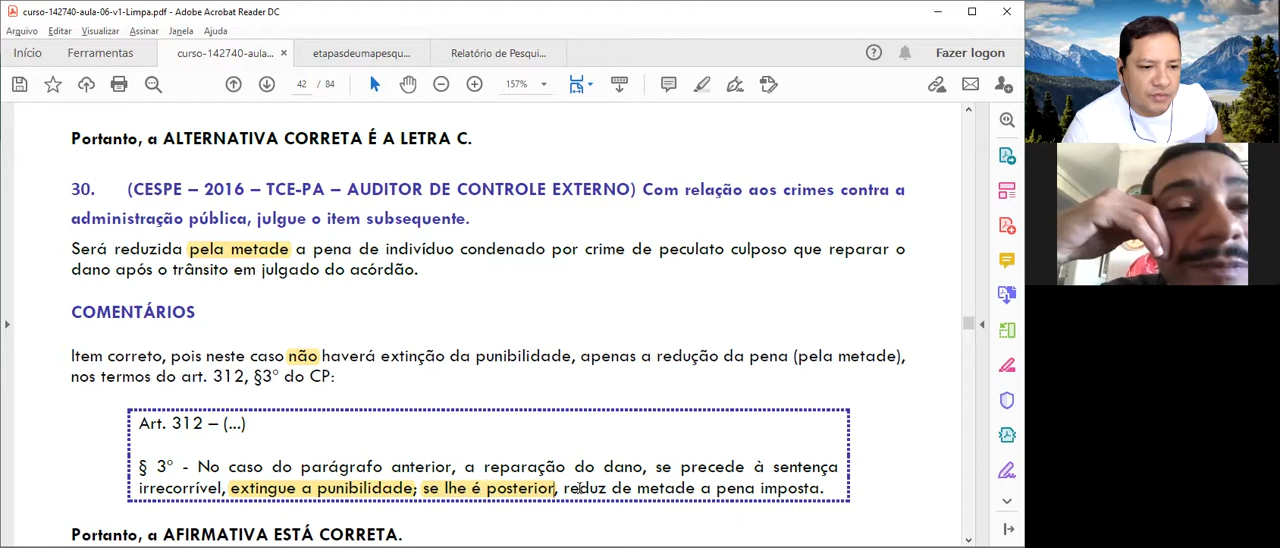 curso-142740-aula-06-v1-Limpa.pdf - Adobe Acrobat Reader DC
Arquivo Editar Visualizar Assinar Janela Ajuda
Início Ferramentas curso-142740-aula... × etapasdeumapesqu... Relatório de Pesqui... Fazer logon
42 / 84 157%
Portanto, a ALTERNATIVA CORRETA É A LETRA C.
30. (CESPE – 2016 – TCE-PA – AUDITOR DE CONTROLE EXTERNO) Com relação aos crimes contra a
administração pública, julgue o item subsequente.
Será reduzida pela metade a pena de indivíduo condenado por crime de peculato culposo que reparar o
dano após o trânsito em julgado do acórdão.
COMENTÁRIOS
Item correto, pois neste caso não haverá extinção da punibilidade, apenas a redução da pena (pela metade),
nos termos do art. 312, §3° do CP:
Art. 312 – (...)
§ 3° - No caso do parágrafo anterior, a reparação do dano, se precede à sentença
irrecorrível, extingue a punibilidade; se lhe é posterior, reduz de metade a pena imposta.
Portanto, a AFIRMATIVA ESTÁ CORRETA.